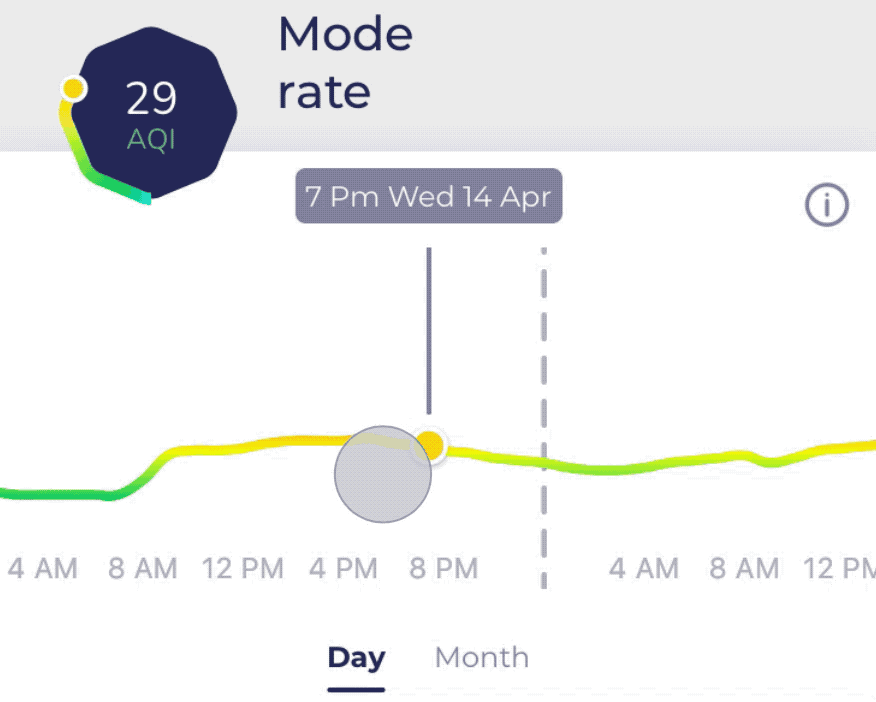 Mode
rate
29
AQI
7 Pm Wed 14 Apr
i
4 AM 8 AM 12 PM 4 PM 8 PM 4 AM 8 AM 12 PM
Day Month